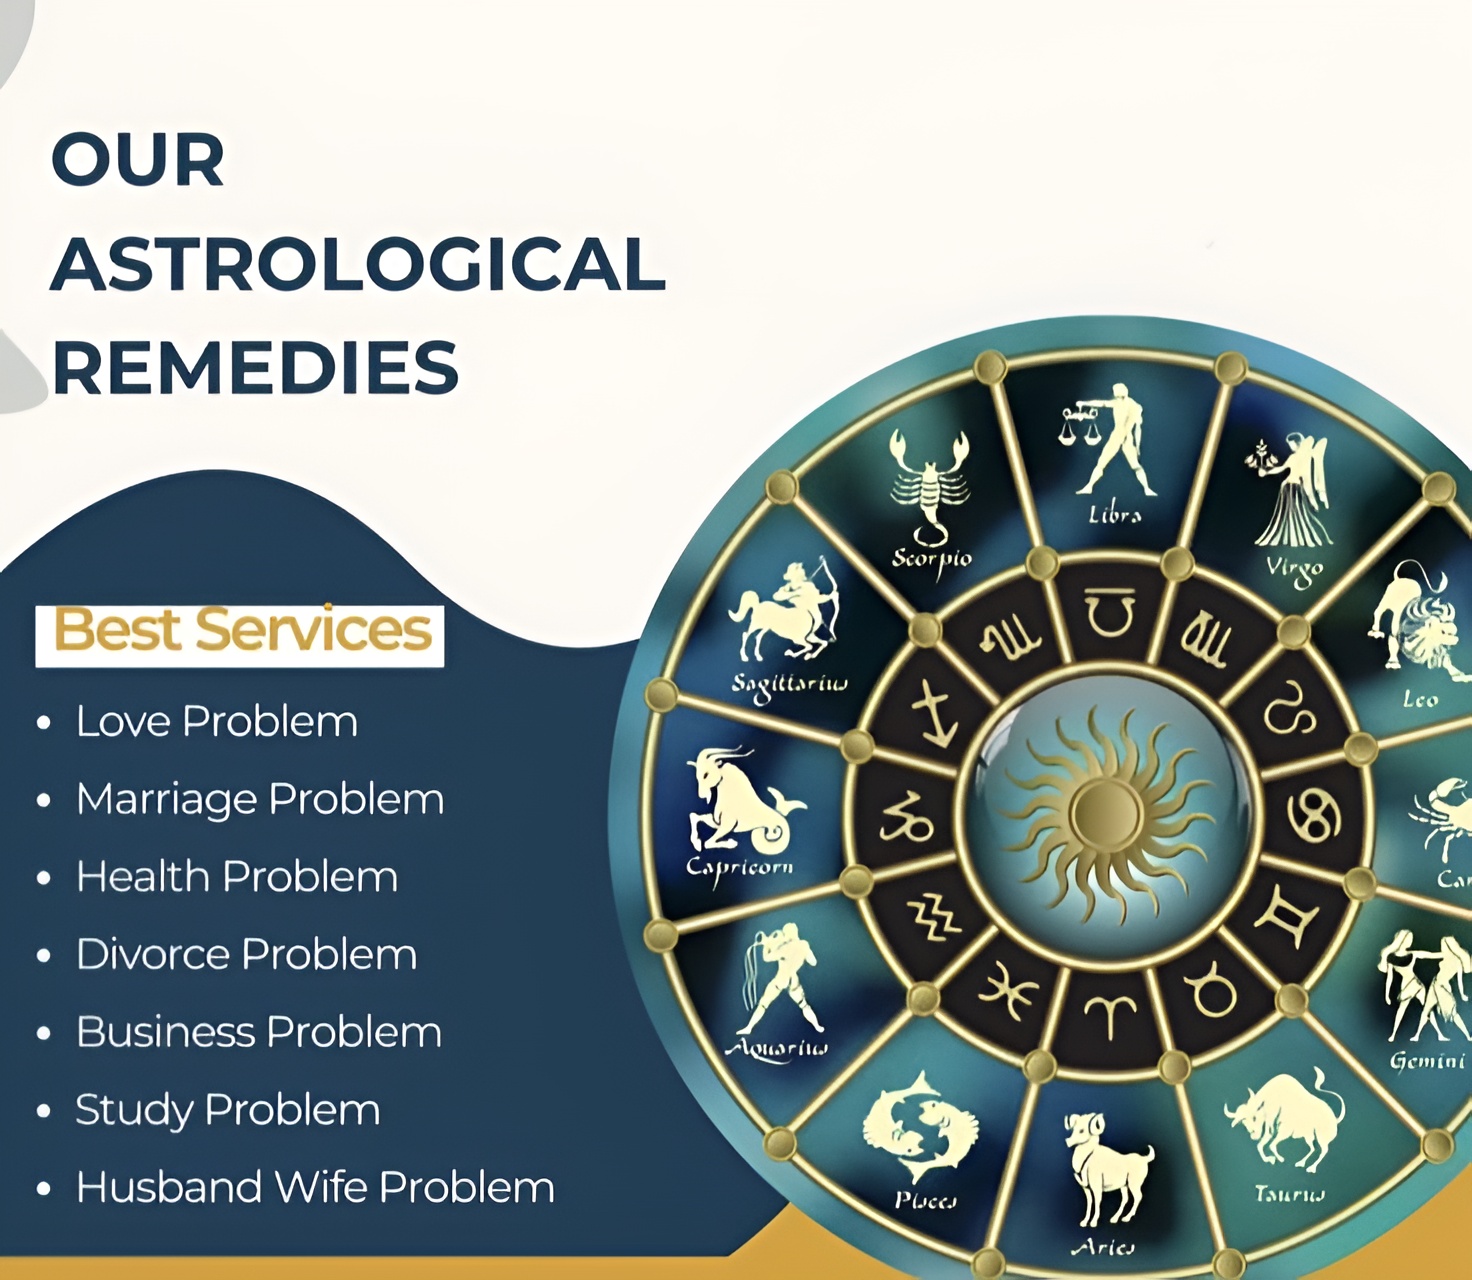 OUR
ASTROLOGICAL
REMEDIES
Best Services
• Love Problem
• Marriage Problem
• Health Problem
• Divorce Problem
• Business Problem
• Study Problem
• Husband Wife Problem
Libra
Scorpio
Virgo
Sagittarius
Leo
Capricorn
Can
Aquarius
Gemini
Pisces
Taurus
Aries